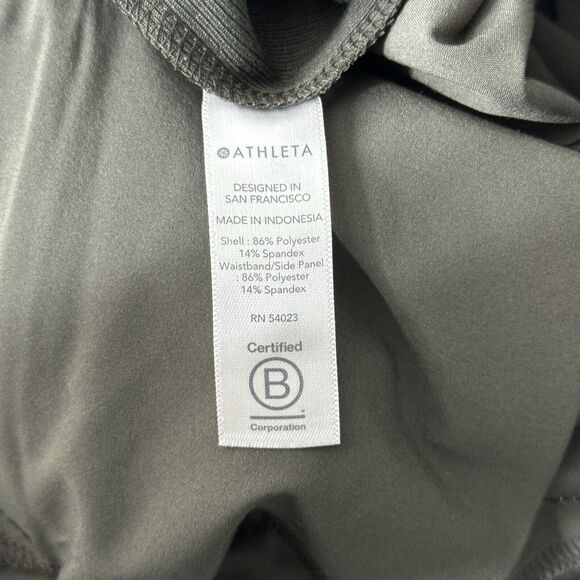 ATHLETA
DESIGNED IN
SAN FRANCISCO
MADE IN INDONESIA
Shell : 86% Polyester
14% Spandex
Waistband/Side Panel
: 86% Polyester
14% Spandex
RN 54023
Certified
B
Corporation